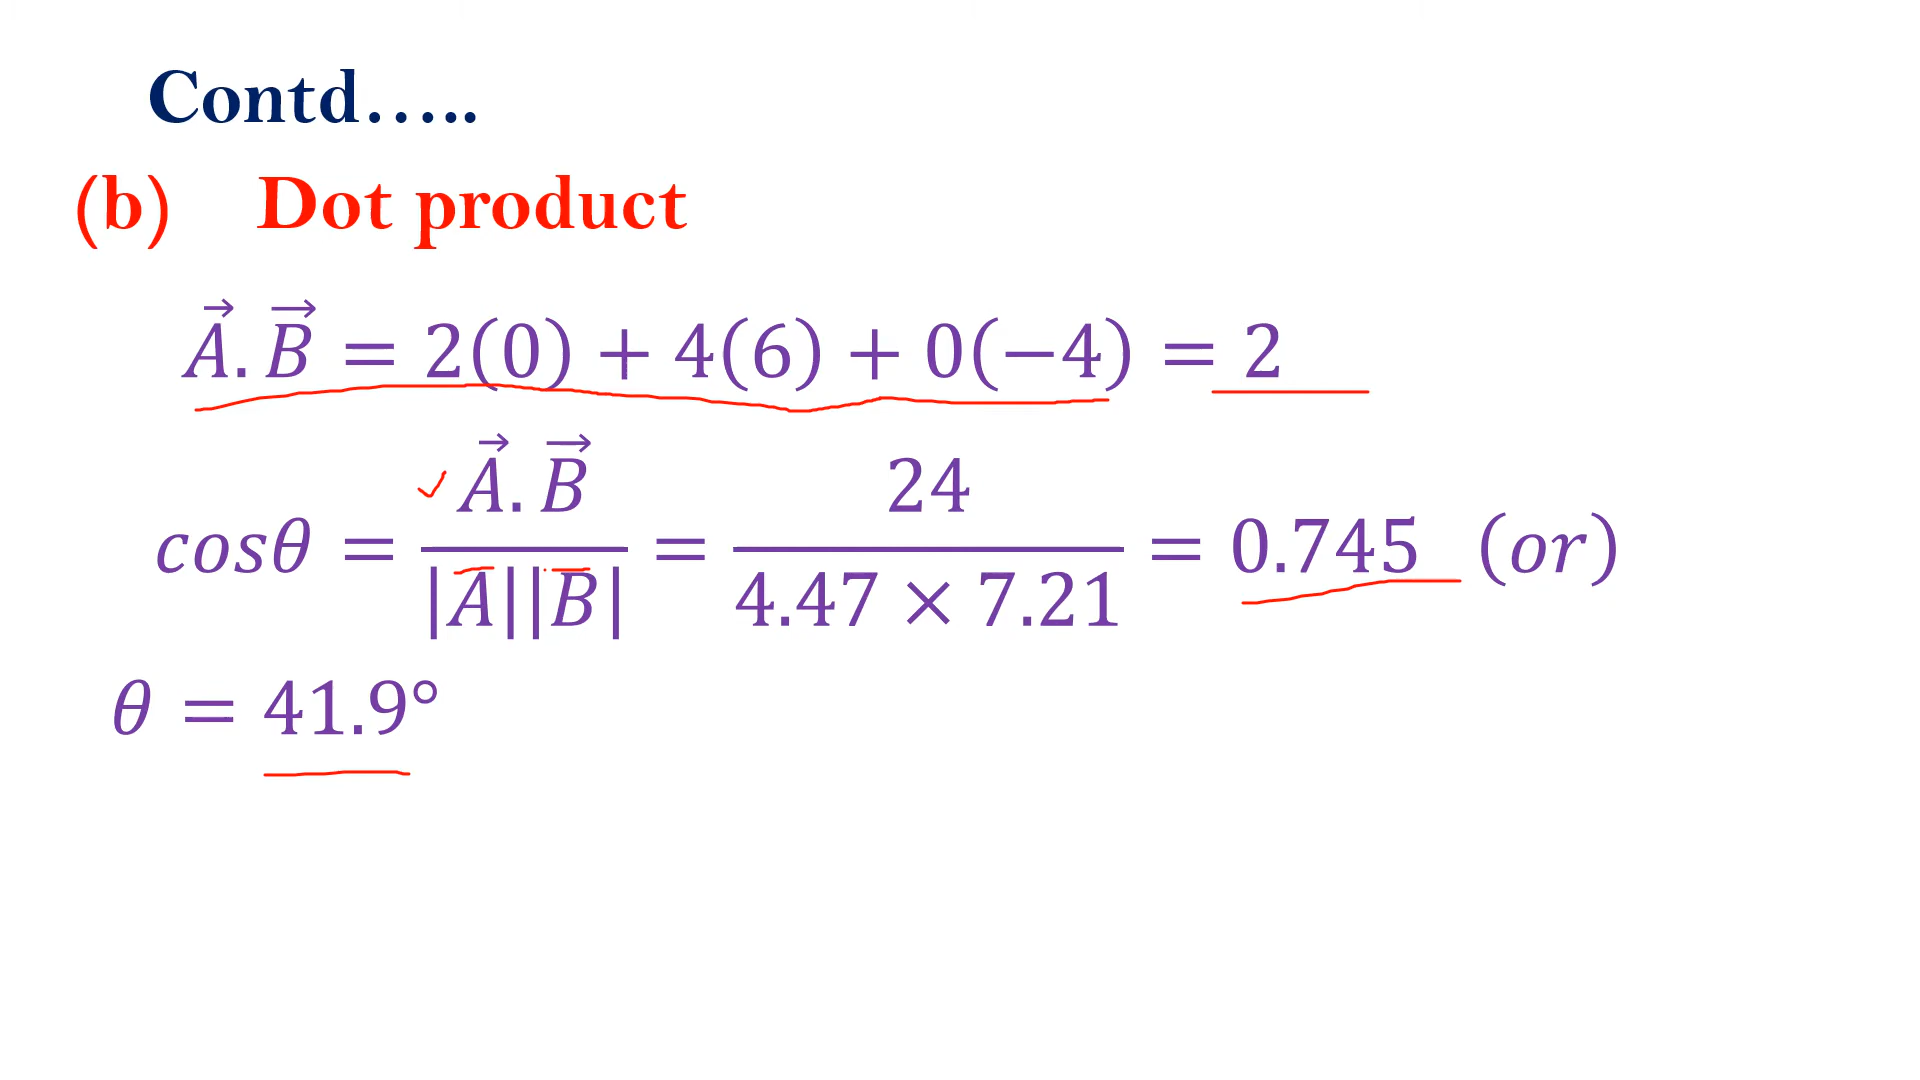 Contd…..
(b) Dot product
A⃗.B⃗ = 2(0) + 4(6) + 0(−4) = 2
cosθ = A⃗.B⃗ / |A||B| = 24 / 4.47 × 7.21 = 0.745 (or)
θ = 41.9°